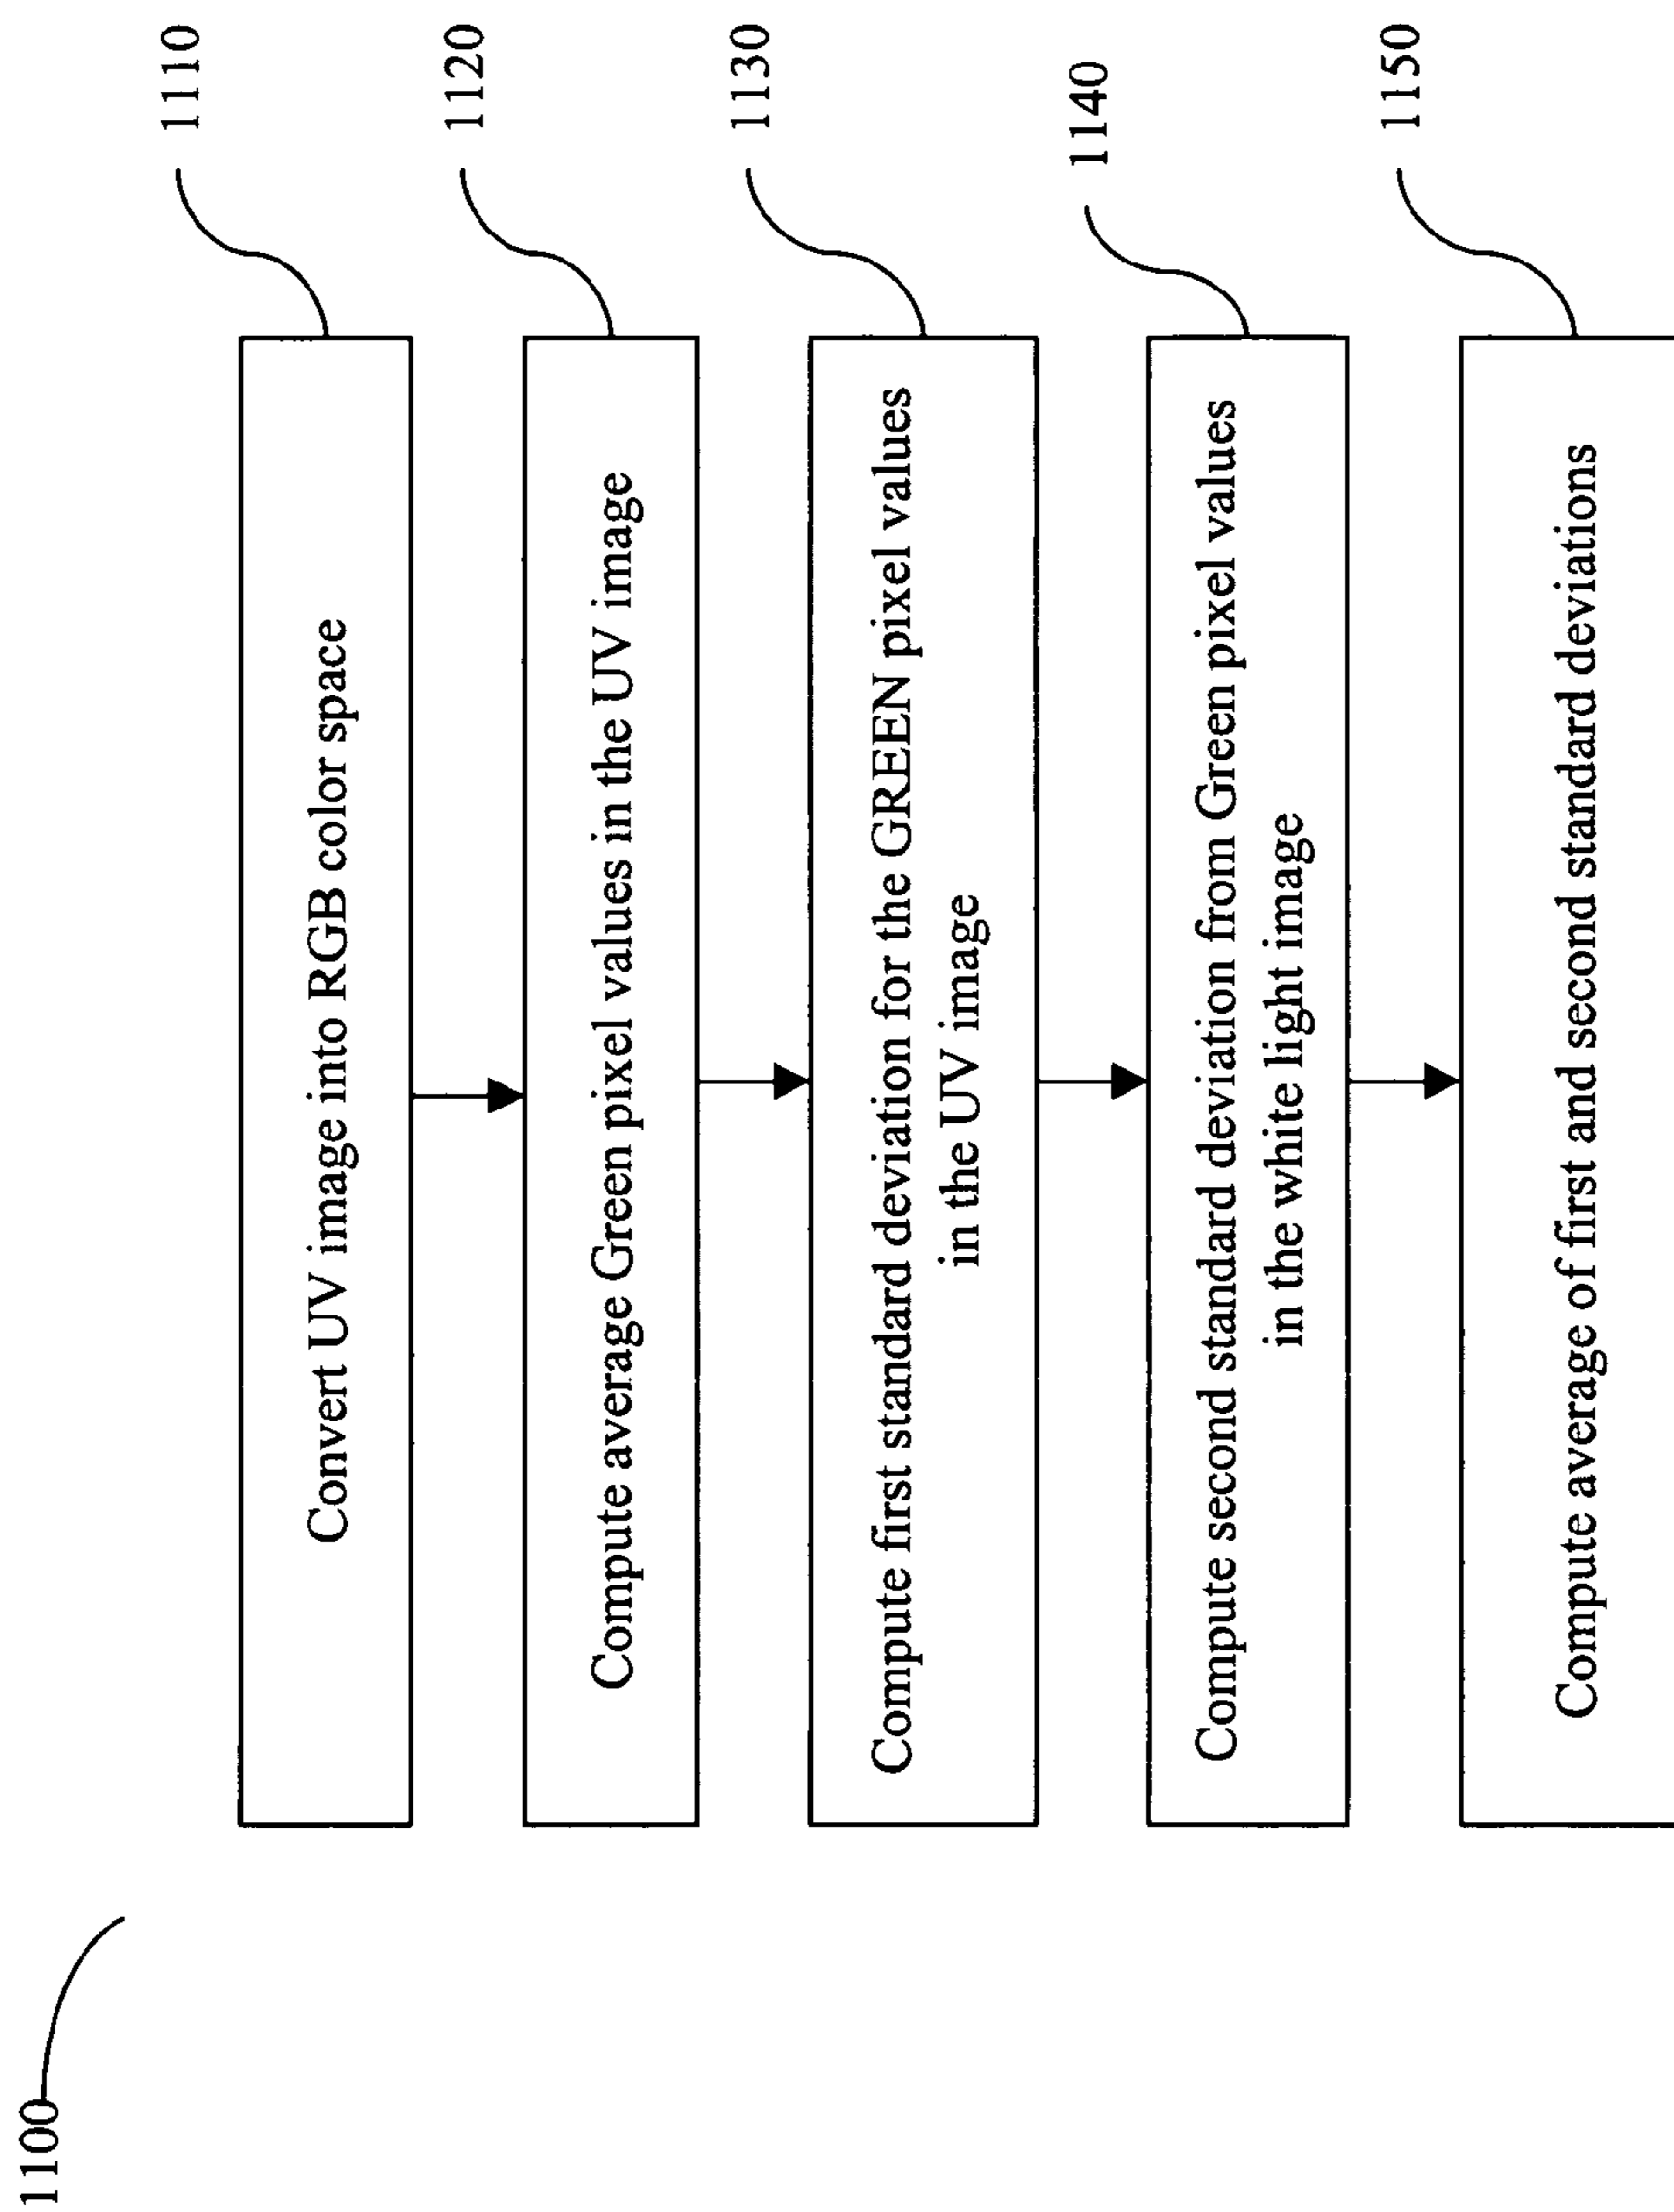 1100
Convert UV image into RGB color space
1110
Compute average Green pixel values in the UV image
1120
Compute first standard deviation for the GREEN pixel values
in the UV image
1130
Compute second standard deviation from Green pixel values
in the white light image
1140
Compute average of first and second standard deviations
1150